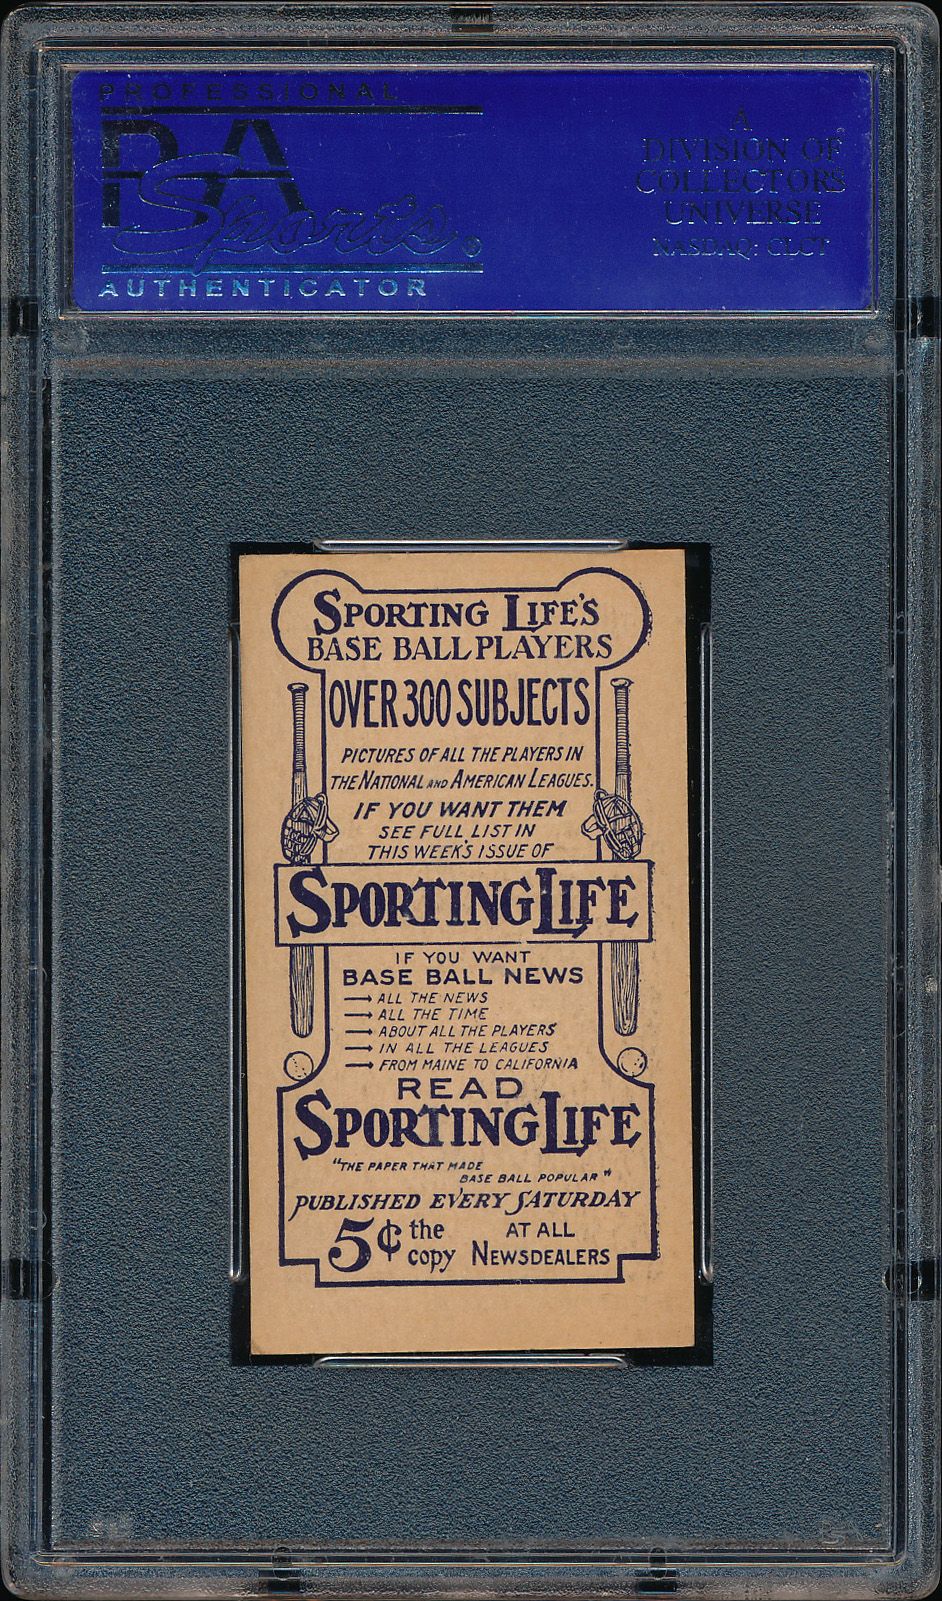 PROFESSIONAL
PSA
Sports®
AUTHENTICATOR
A
DIVISION OF
COLLECTORS
UNIVERSE
NASDAQ: CLCT
SPORTING LIFE'S
BASE BALL PLAYERS
OVER 300 SUBJECTS
PICTURES OF ALL THE PLAYERS IN
THE NATIONAL AND AMERICAN LEAGUES.
IF YOU WANT THEM
SEE FULL LIST IN
THIS WEEK'S ISSUE OF
SPORTING LIFE
IF YOU WANT
BASE BALL NEWS
→ ALL THE NEWS
→ ALL THE TIME
→ ABOUT ALL THE PLAYERS
→ IN ALL THE LEAGUES
→ FROM MAINE TO CALIFORNIA
READ
SPORTING LIFE
"THE PAPER THAT MADE
BASE BALL POPULAR"
PUBLISHED EVERY SATURDAY
5¢ the copy AT ALL NEWSDEALERS